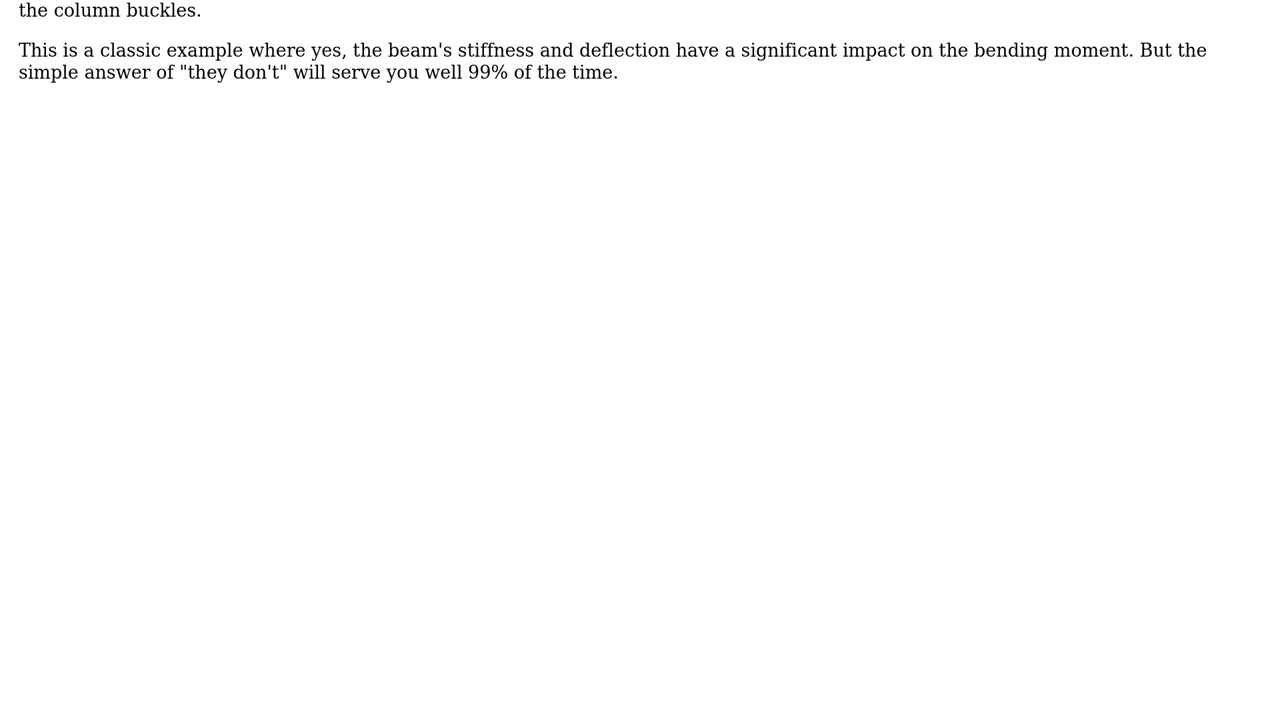 the column buckles.
This is a classic example where yes, the beam's stiffness and deflection have a significant impact on the bending moment. But the
simple answer of "they don't" will serve you well 99% of the time.